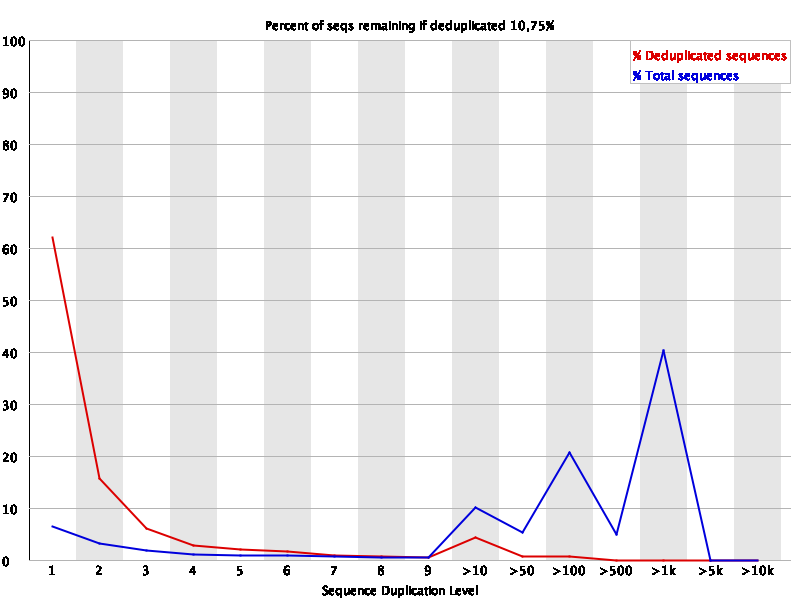 Percent of seqs remaining if deduplicated 10,75%
% Deduplicated sequences
% Total sequences
100
90
80
70
60
50
40
30
20
10
0
1 2 3 4 5 6 7 8 9 >10 >50 >100 >500 >1k >5k >10k
Sequence Duplication Level